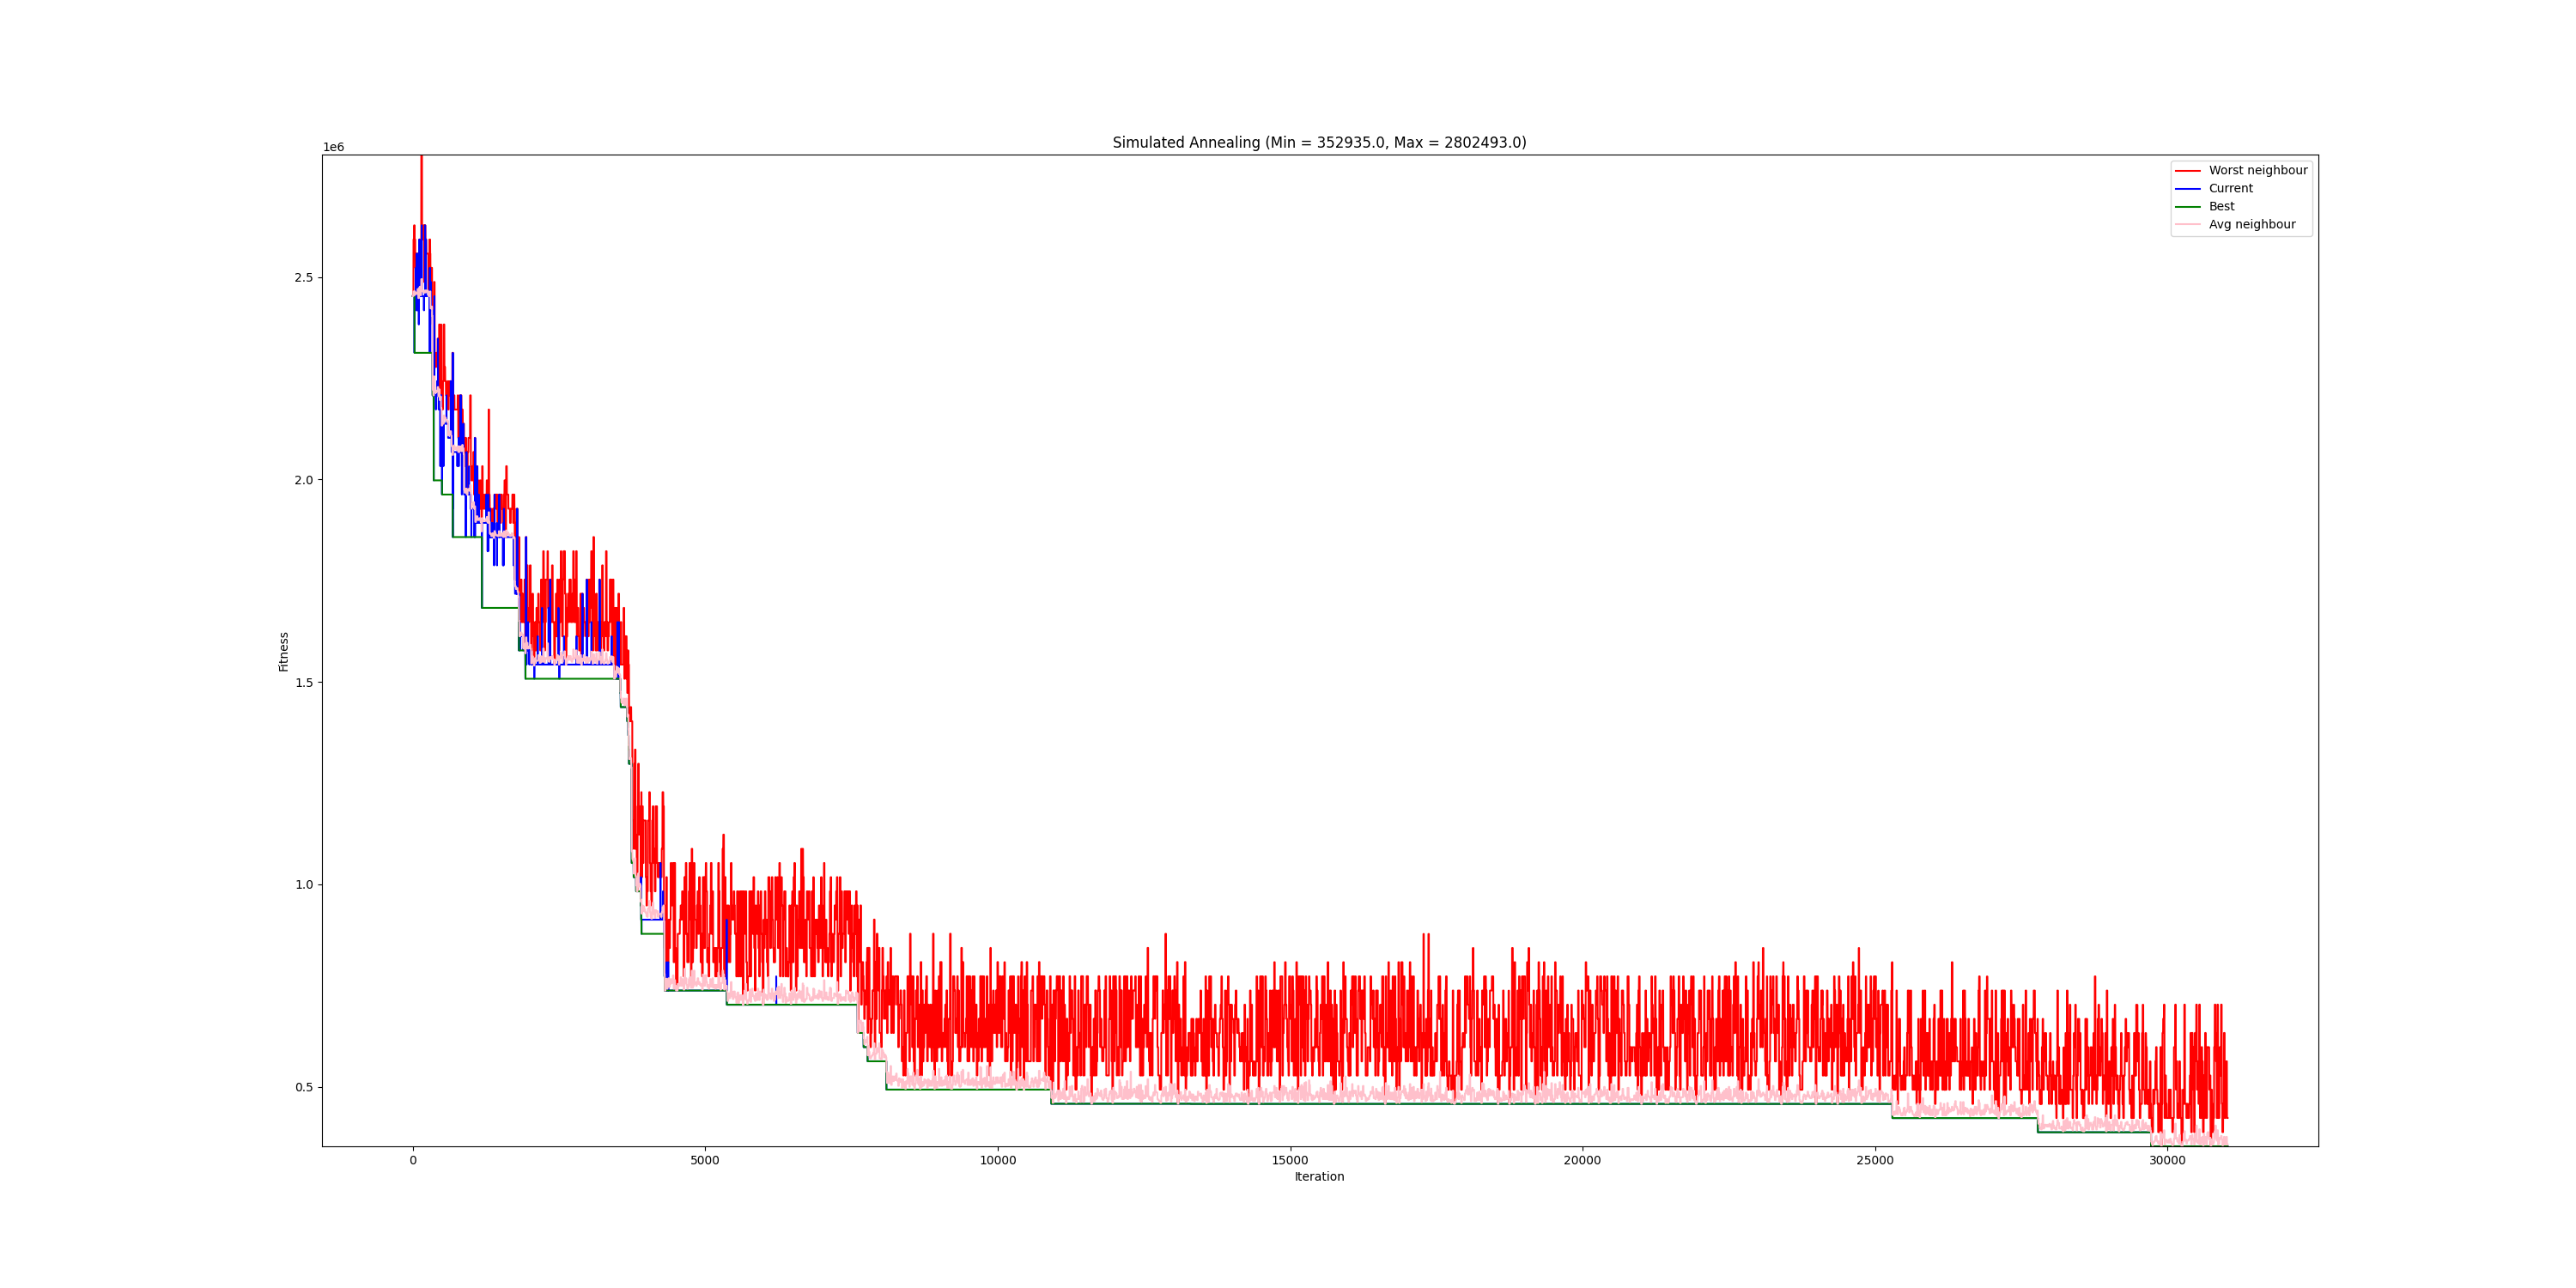 Simulated Annealing (Min = 352935.0, Max = 2802493.0)
1e6
Worst neighbour
Current
Best
Avg neighbour
2.5
2.0
1.5
1.0
0.5
Fitness
0 5000 10000 15000 20000 25000 30000
Iteration